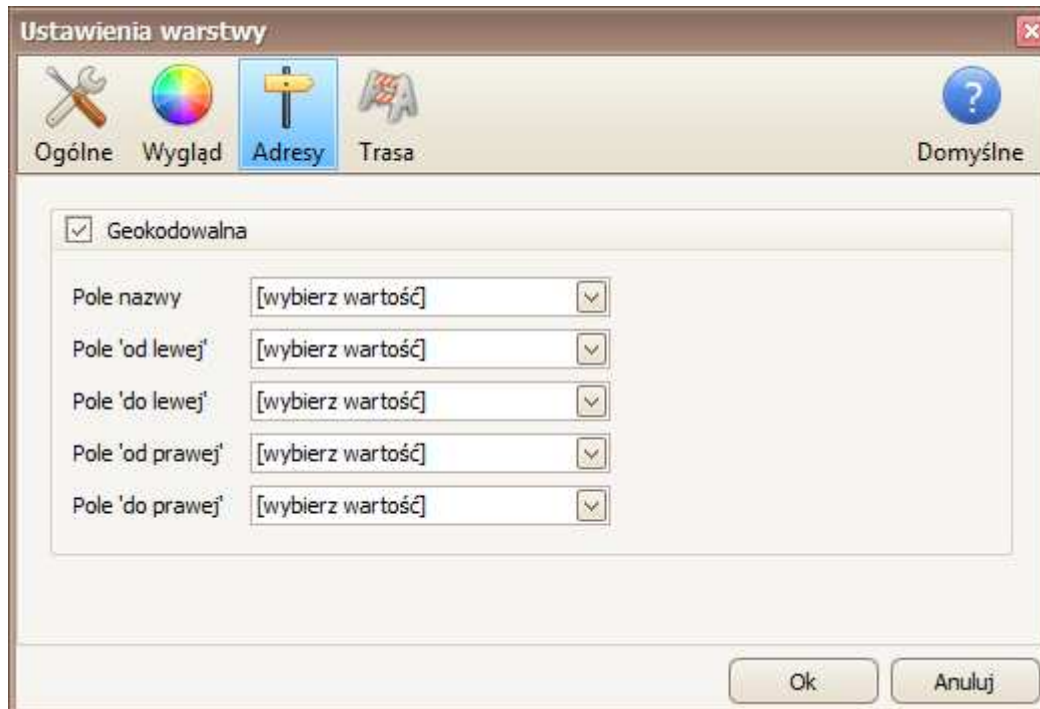 Ustawienia warstwy
Ogólne Wygląd Adresy Trasa Domyślne
Geokodowalna
Pole nazwy [wybierz wartość]
Pole 'od lewej' [wybierz wartość]
Pole 'do lewej' [wybierz wartość]
Pole 'od prawej' [wybierz wartość]
Pole 'do prawej' [wybierz wartość]
Ok Anuluj